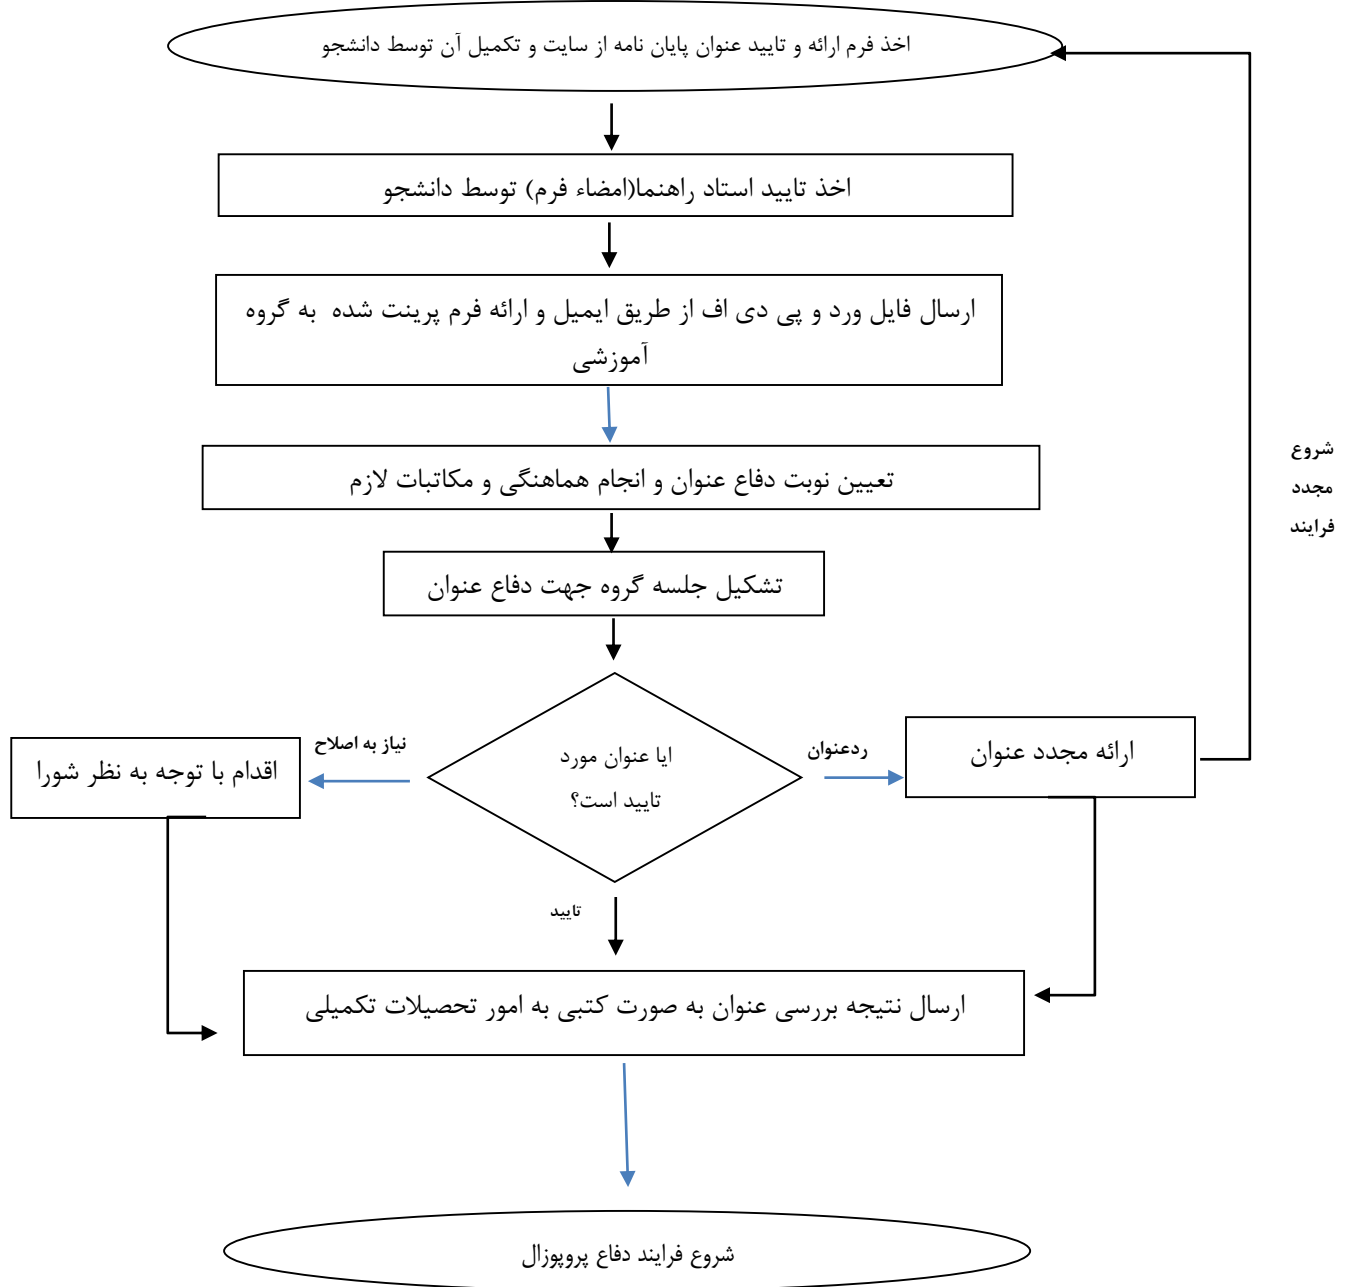 اخذ فرم ارائه و تایید عنوان پایان نامه از سایت و تکمیل آن توسط دانشجو
اخذ تایید استاد راهنما(امضاء فرم) توسط دانشجو
ارسال فایل ورد و پی دی اف از طریق ایمیل و ارائه فرم پرینت شده به گروه
آموزشی
تعیین نوبت دفاع عنوان و انجام هماهنگی و مکاتبات لازم
شروع
مجدد
فرایند
تشکیل جلسه گروه جهت دفاع عنوان
ایا عنوان مورد
تایید است؟
ردعنوان
ارائه مجدد عنوان
نیاز به اصلاح
اقدام با توجه به نظر شورا
تایید
ارسال نتیجه بررسی عنوان به صورت کتبی به امور تحصیلات تکمیلی
شروع فرایند دفاع پروپوزال